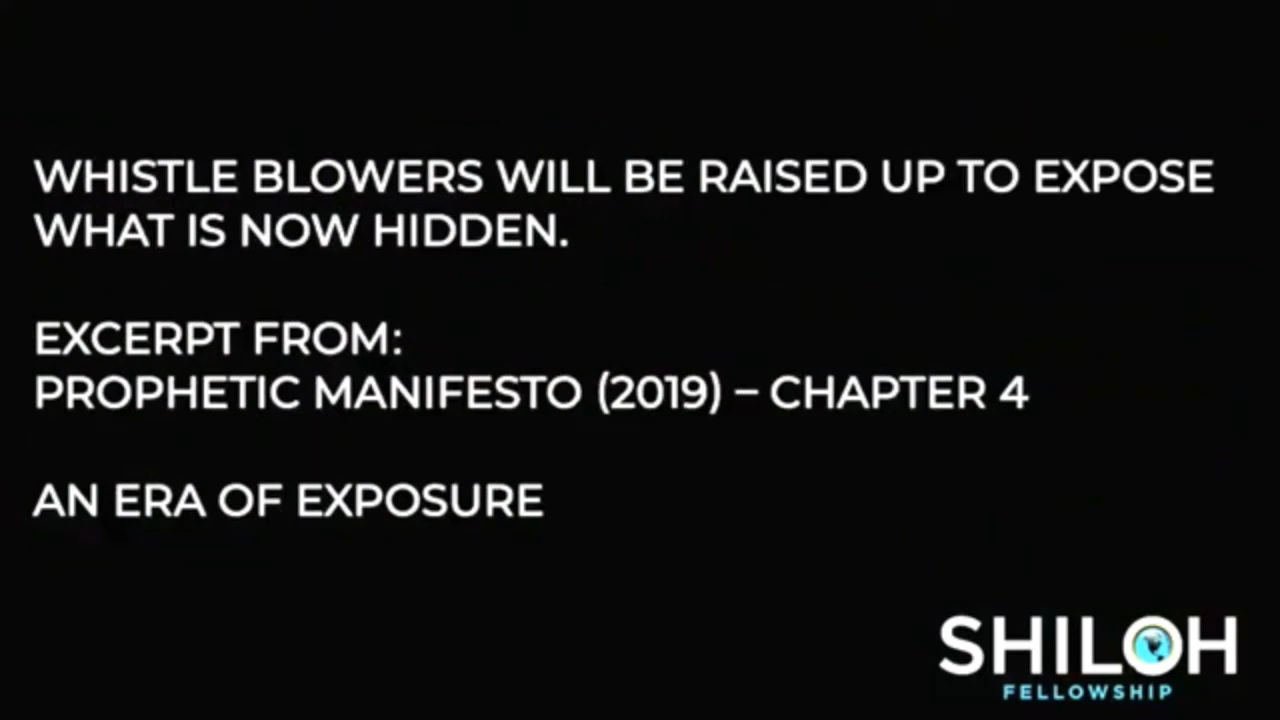 WHISTLE BLOWERS WILL BE RAISED UP TO EXPOSE
WHAT IS NOW HIDDEN.
EXCERPT FROM:
PROPHETIC MANIFESTO (2019) – CHAPTER 4
AN ERA OF EXPOSURE
SHILOH
FELLOWSHIP